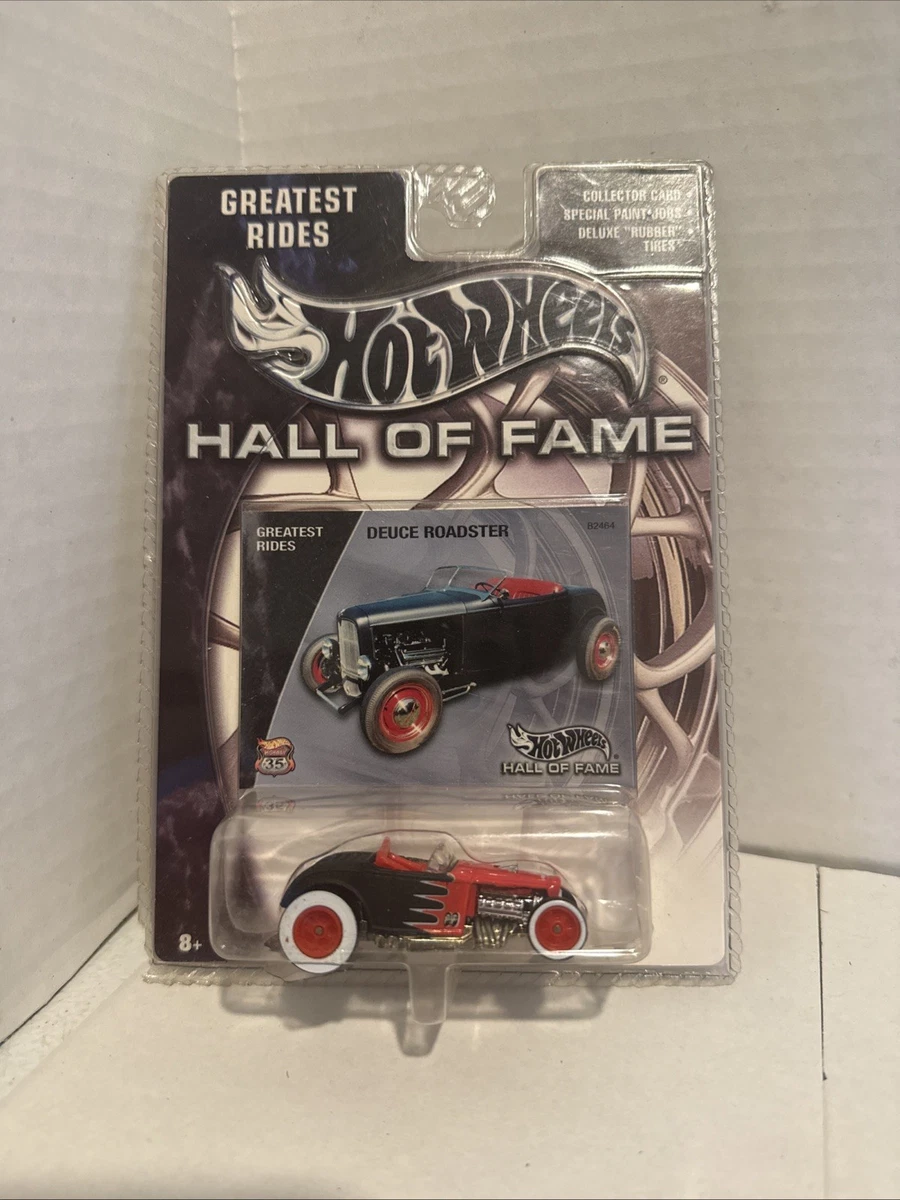 GREATEST
RIDES
COLLECTOR CARD •
SPECIAL PAINT JOBS •
DELUXE "RUBBER" •
TIRES
HOT WHEELS
®
HALL OF FAME
GREATEST
RIDES
DEUCE ROADSTER
B2464
HOT WHEELS
HALL OF FAME
35
8+